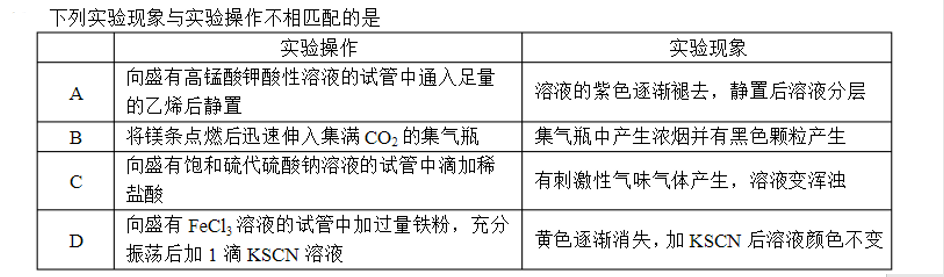 下列实验现象与实验操作不相匹配的是
实验操作 实验现象
A 向盛有高锰酸钾酸性溶液的试管中通入足量的乙烯后静置 溶液的紫色逐渐褪去，静置后溶液分层
B 将镁条点燃后迅速伸入集满 CO₂ 的集气瓶 集气瓶中产生浓烟并有黑色颗粒产生
C 向盛有饱和硫代硫酸钠溶液的试管中滴加稀盐酸 有刺激性气味气体产生，溶液变浑浊
D 向盛有 FeCl₃ 溶液的试管中加过量铁粉，充分振荡后加 1 滴 KSCN 溶液 黄色逐渐消失，加 KSCN 后溶液颜色不变